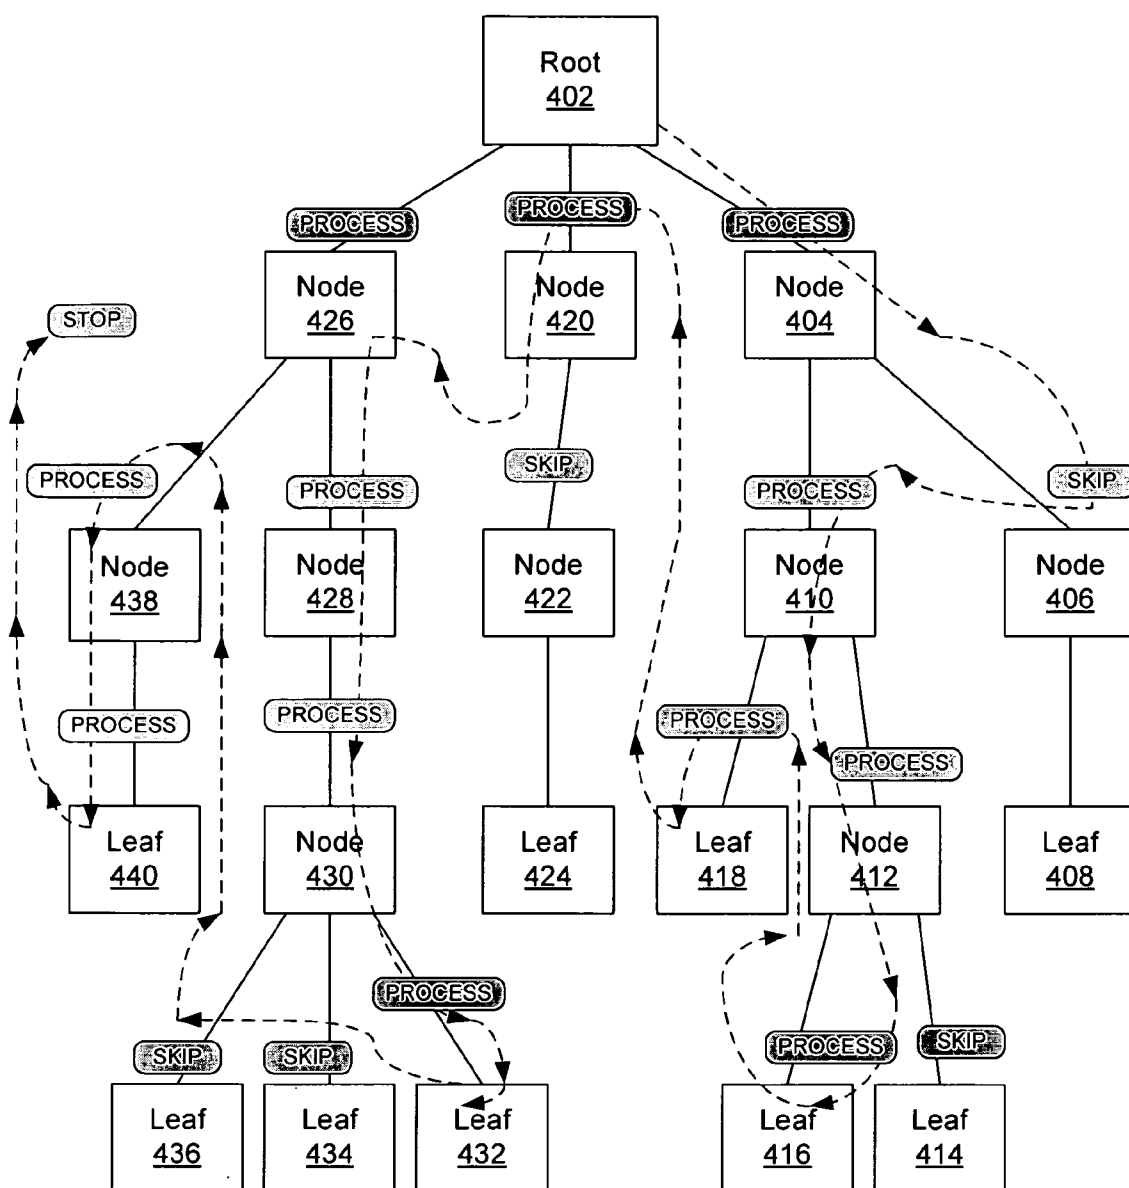 Root
402
PROCESS
PROCESS
PROCESS
Node
426
Node
420
Node
404
STOP
PROCESS
PROCESS
SKIP
PROCESS
SKIP
Node
438
Node
428
Node
422
Node
410
Node
406
PROCESS
PROCESS
PROCESS
PROCESS
Leaf
440
Node
430
Leaf
424
Leaf
418
Node
412
Leaf
408
PROCESS
SKIP
SKIP
PROCESS
SKIP
Leaf
436
Leaf
434
Leaf
432
Leaf
416
Leaf
414